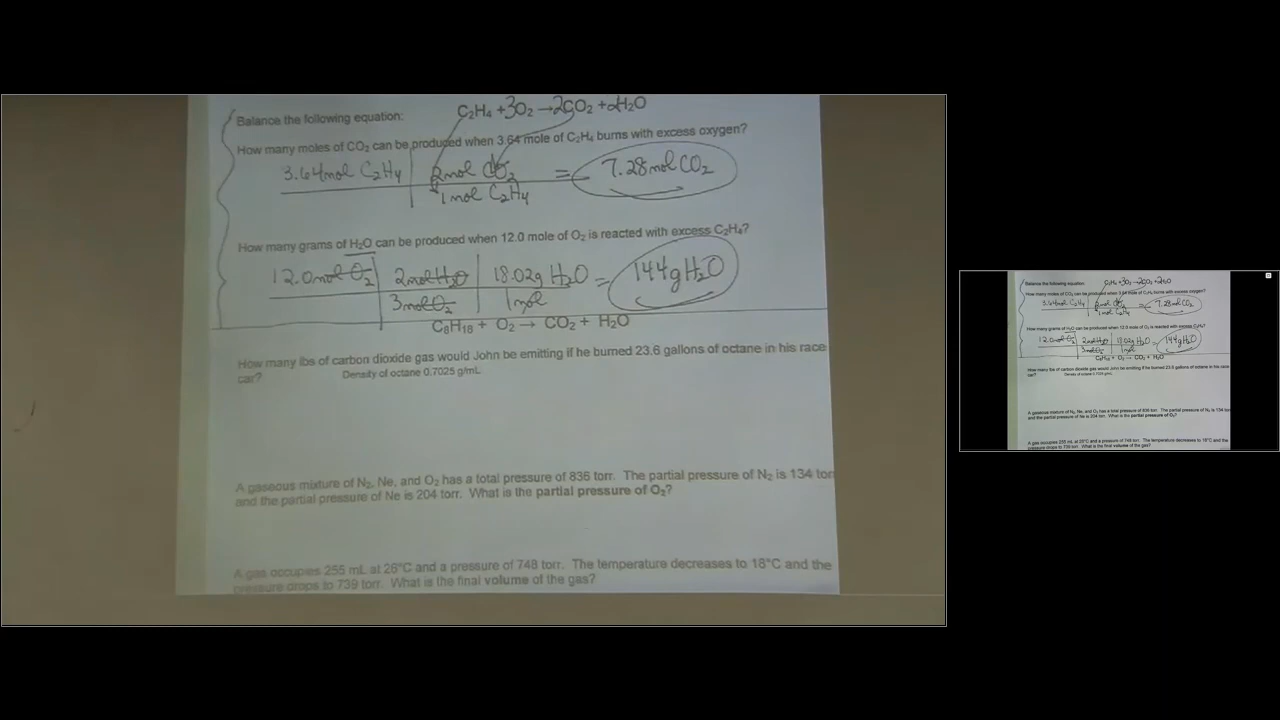 Balance the following equation: C₂H₄ + 3O₂ → 2CO₂ + 2H₂O
How many moles of CO₂ can be produced when 3.64 mole of C₂H₄ burns with excess oxygen?
3.64mol C₂H₄ | 2mol CO₂ = 7.28mol CO₂
1mol C₂H₄
How many grams of H₂O can be produced when 12.0 mole of O₂ is reacted with excess C₂H₄?
12.0mol O₂ | 2mol H₂O | 18.02g H₂O = 144g H₂O
3mol O₂ | 1mol
C₈H₁₈ + O₂ → CO₂ + H₂O
How many lbs of carbon dioxide gas would John be emitting if he burned 23.6 gallons of octane in his race
car? Density of octane 0.7025 g/mL
A gaseous mixture of N₂, Ne, and O₂ has a total pressure of 836 torr. The partial pressure of N₂ is 134 torr
and the partial pressure of Ne is 204 torr. What is the partial pressure of O₂?
A gas occupies 255 mL at 26°C and a pressure of 748 torr. The temperature decreases to 18°C and the
pressure drops to 739 torr. What is the final volume of the gas?